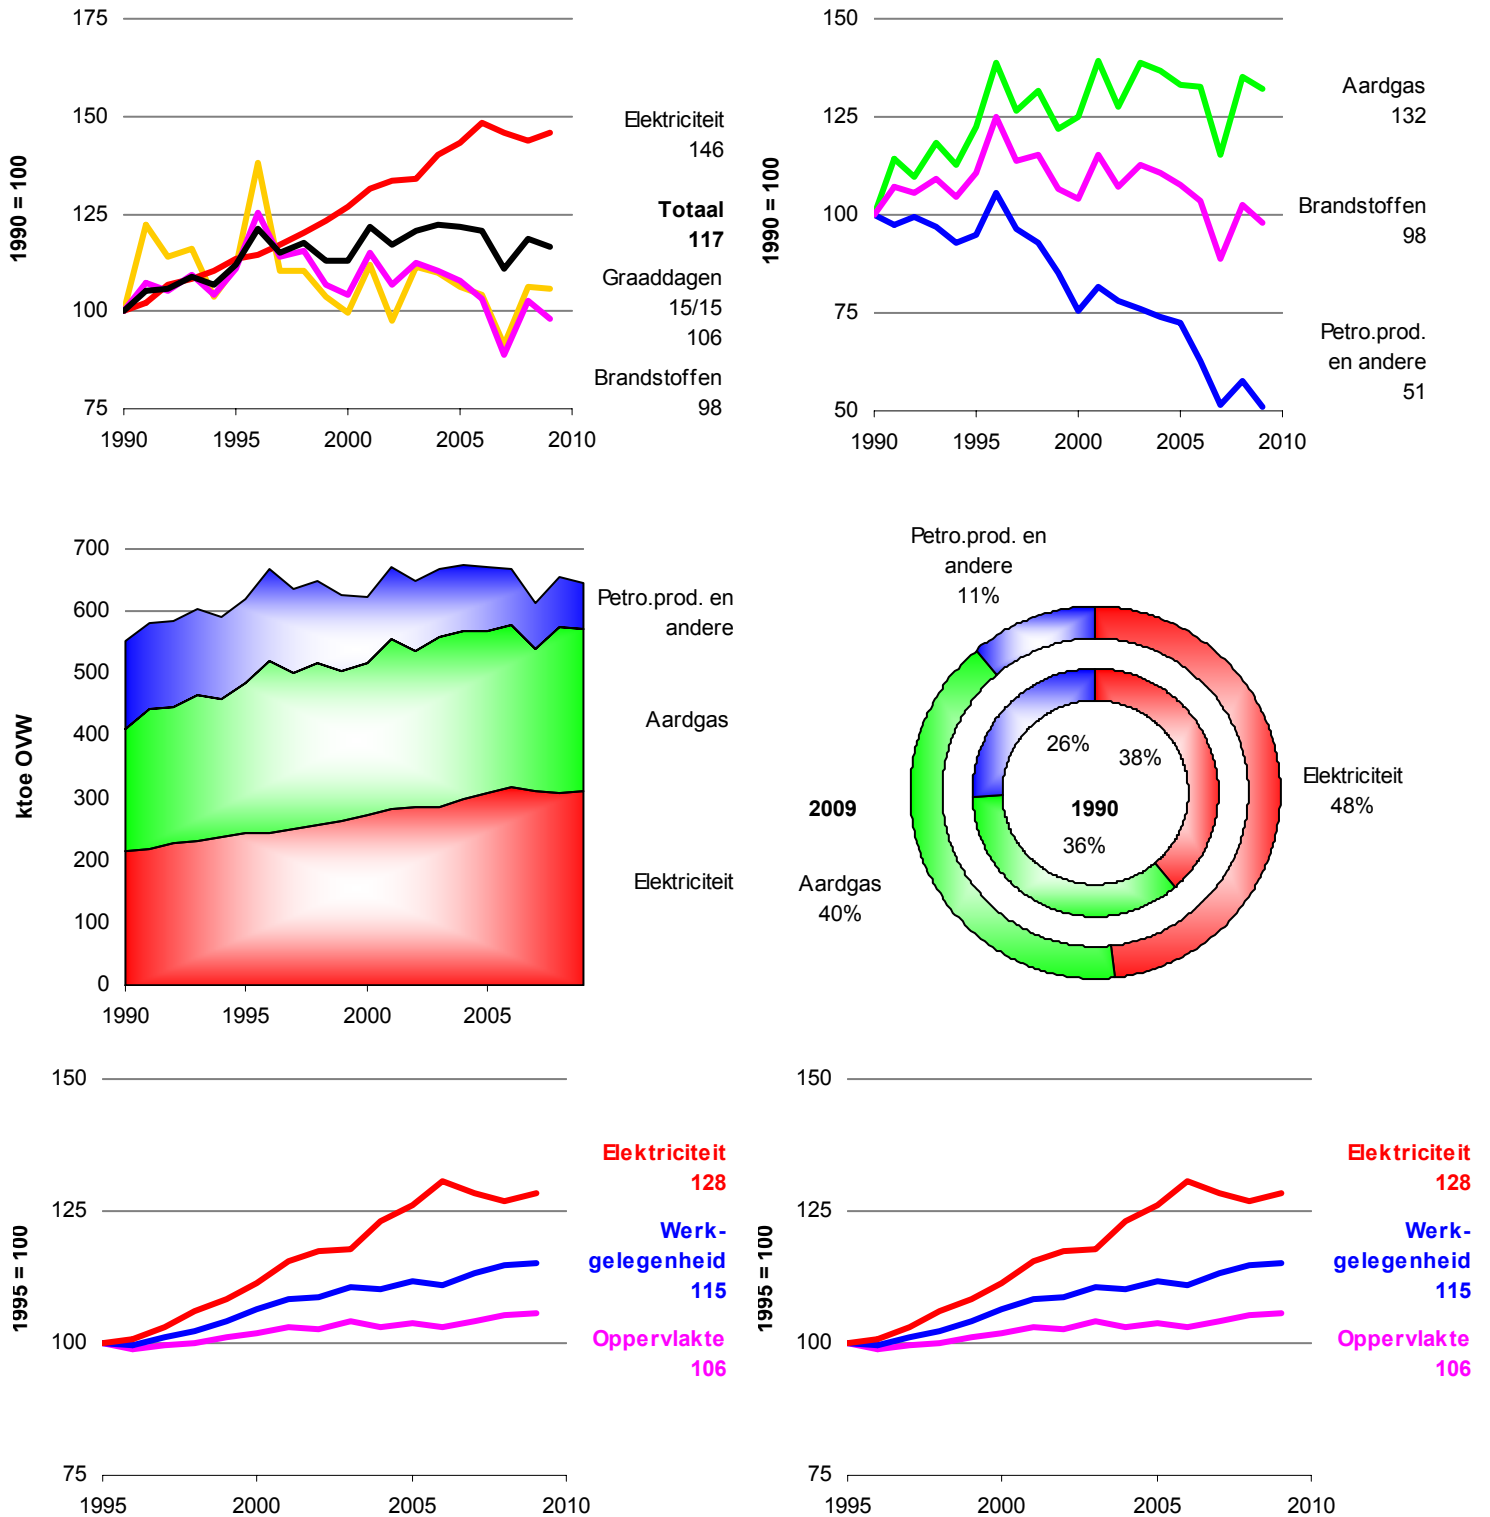 175
150
125
100
75
1990 = 100
1990
1995
2000
2005
2010
Elektriciteit
146
Totaal
117
Graaddagen
15/15
106
Brandstoffen
98
150
125
100
75
50
1990 = 100
1990
1995
2000
2005
2010
Aardgas
132
Brandstoffen
98
Petro.prod.
en andere
51
700
600
500
400
300
200
100
0
ktoe OVW
1990
1995
2000
2005
Petro.prod. en
andere
Aardgas
Elektriciteit
Petro.prod. en
andere
11%
26%
38%
2009
1990
36%
Elektriciteit
48%
Aardgas
40%
150
125
100
75
1995 = 100
1995
2000
2005
2010
Elektriciteit
128
Werk-
gelegenheid
115
Oppervlakte
106
150
125
100
75
1995 = 100
1995
2000
2005
2010
Elektriciteit
128
Werk-
gelegenheid
115
Oppervlakte
106